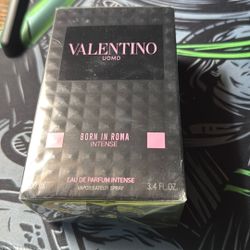 VALENTINO
UOMO
BORN IN ROMA
INTENSE
EAU DE PARFUM INTENSE
VAPORISATEUR SPRAY
3.4 FL.OZ.